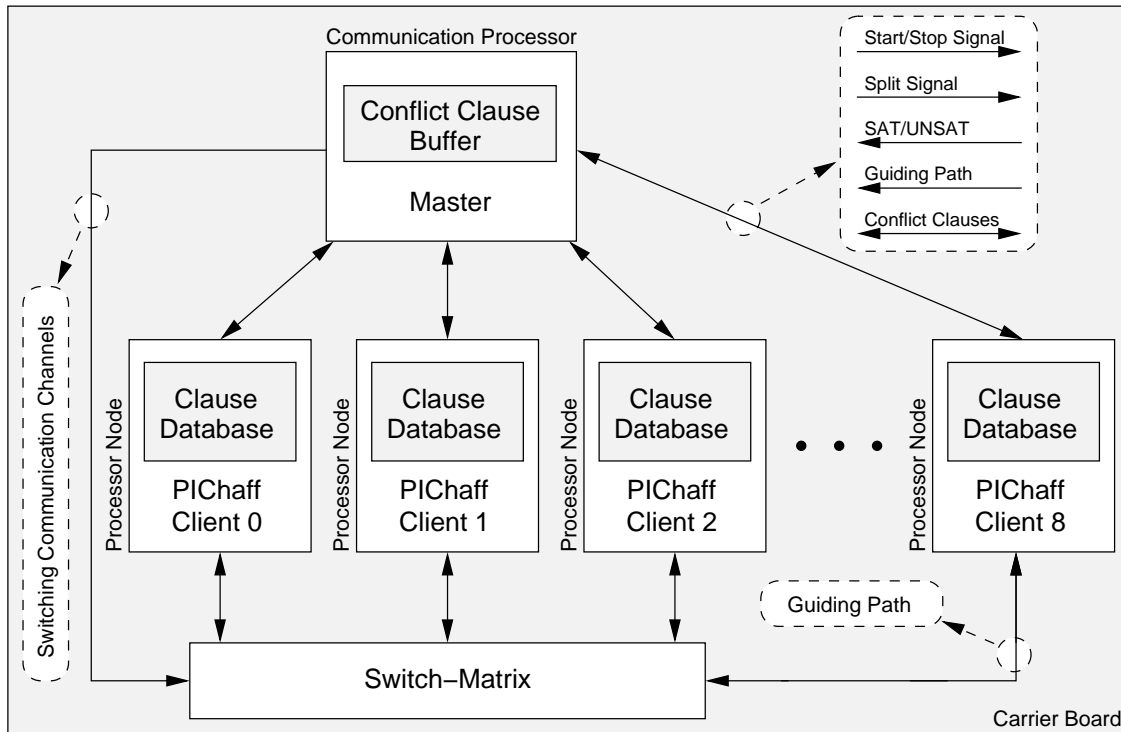 Communication Processor
Conflict Clause
Buffer
Master
Start/Stop Signal
Split Signal
SAT/UNSAT
Guiding Path
Conflict Clauses
Switching Communication Channels
Processor Node
Clause
Database
PIChaff
Client 0
Processor Node
Clause
Database
PIChaff
Client 1
Processor Node
Clause
Database
PIChaff
Client 2
Processor Node
Clause
Database
PIChaff
Client 8
Guiding Path
Switch−Matrix
Carrier Board